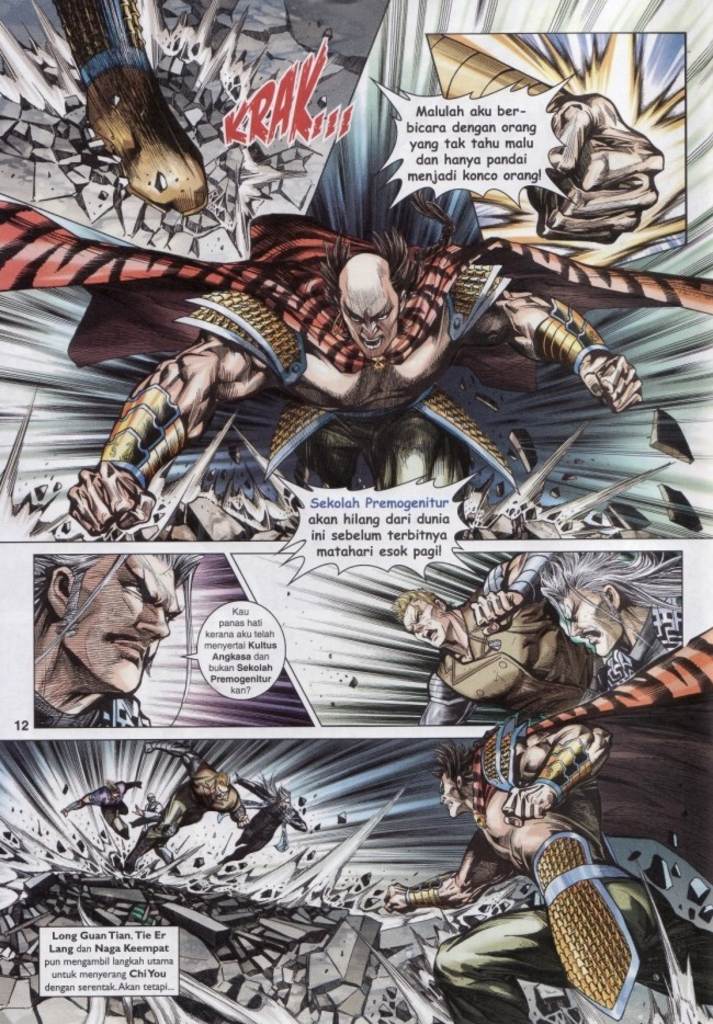 KRAK...
Malulah aku ber-
bicara dengan orang
yang tak tahu malu
dan hanya pandai
menjadi konco orang!
Sekolah Premogenitur
akan hilang dari dunia
ini sebelum terbitnya
matahari esok pagi!
Kau
panas hati
kerana aku telah
menyertai Kultus
Angkasa dan
bukan Sekolah
Premogenitur
kan?
12
Long Guan Tian, Tie Er
Lang dan Naga Keempat
pun mengambil langkah utama
untuk menyerang Chi You
dengan serentak. Akan tetapi...